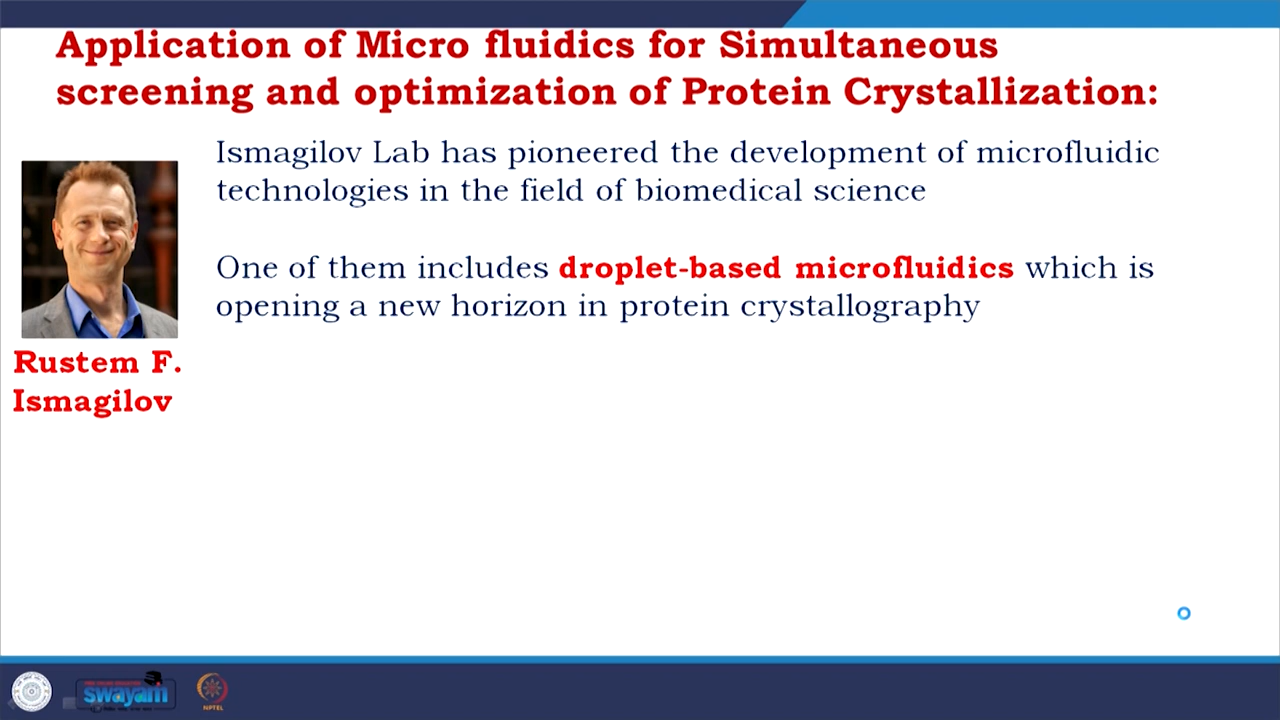 Application of Micro fluidics for Simultaneous
screening and optimization of Protein Crystallization:
Ismagilov Lab has pioneered the development of microfluidic
technologies in the field of biomedical science
One of them includes droplet-based microfluidics which is
opening a new horizon in protein crystallography
Rustem F.
Ismagilov
swayam
NPTEL